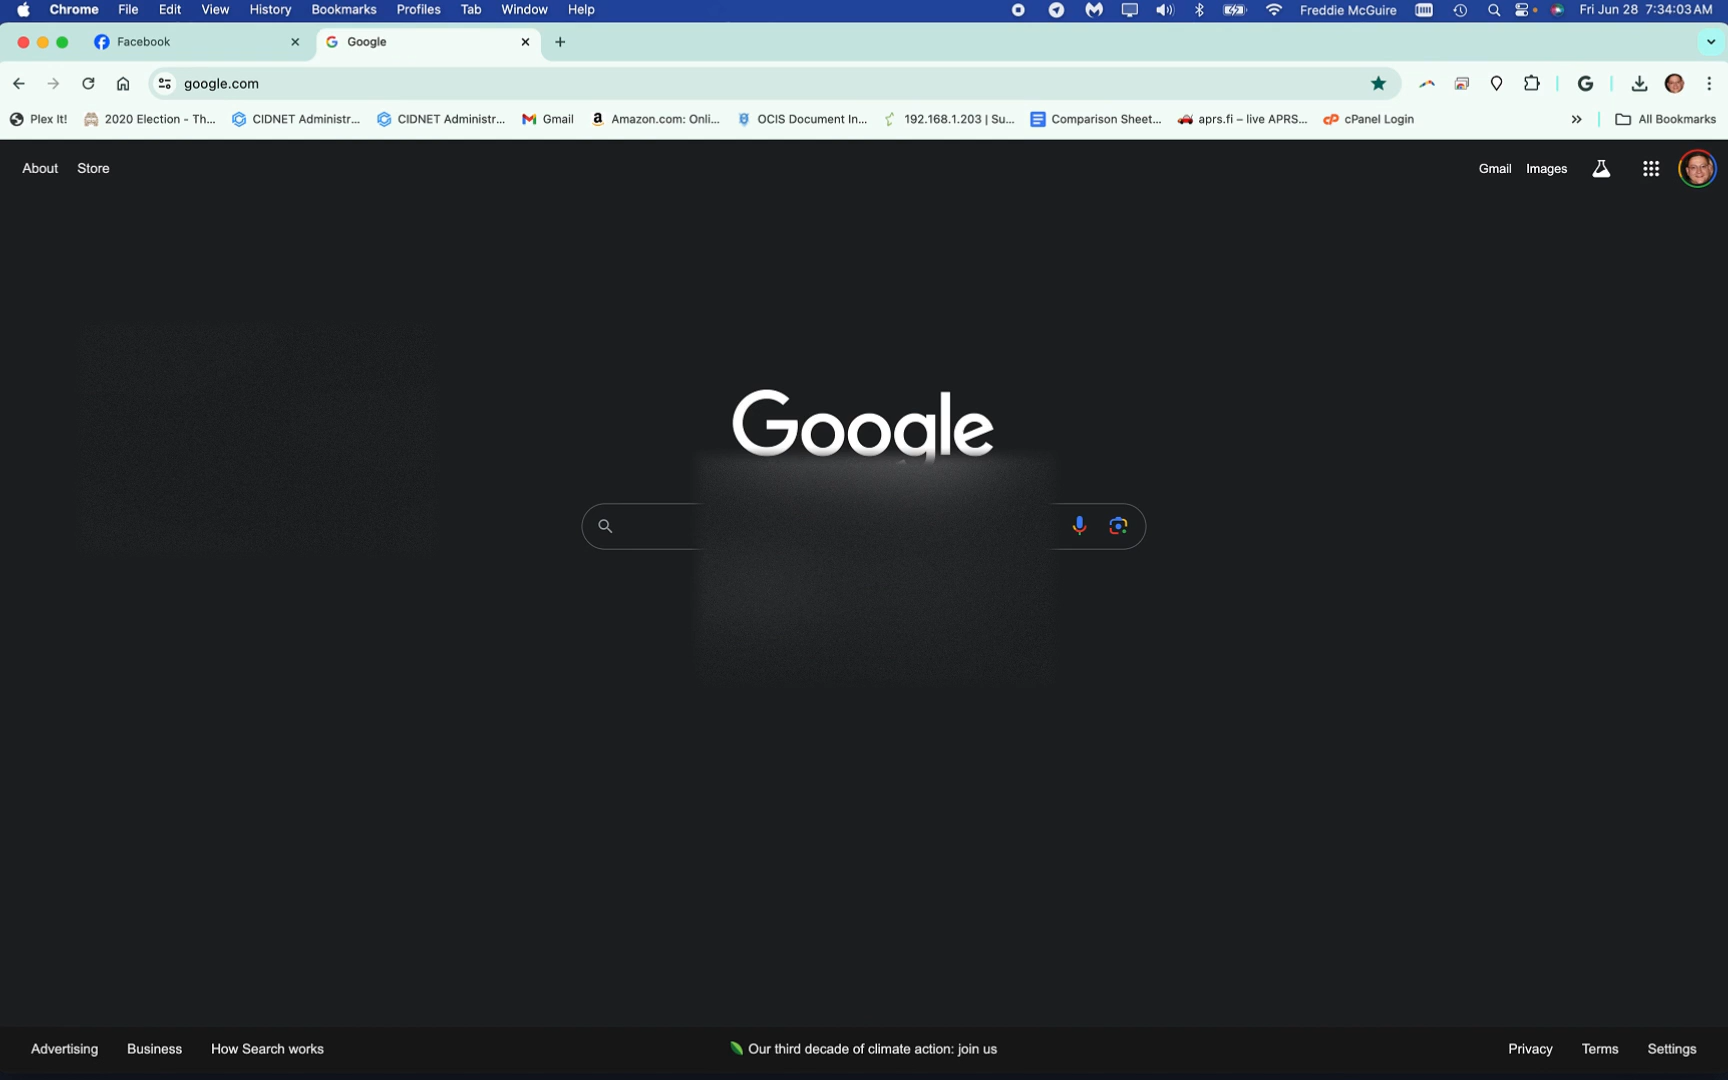 Chrome File Edit View History Bookmarks Profiles Tab Window Help Freddie McGuire Fri Jun 28 7:34:03 AM
Facebook Google
google.com
Plex It! 2020 Election - Th... CIDNET Administr... CIDNET Administr... Gmail Amazon.com: Onli... OCIS Document In... 192.168.1.203 | Su... Comparison Sheet... aprs.fi – live APRS... cPanel Login All Bookmarks
About Store Gmail Images
Google
Advertising Business How Search works Our third decade of climate action: join us Privacy Terms Settings